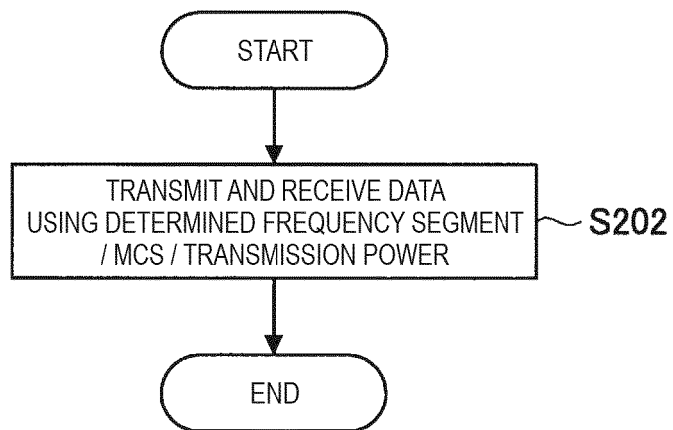 START
TRANSMIT AND RECEIVE DATA
USING DETERMINED FREQUENCY SEGMENT
/ MCS / TRANSMISSION POWER
S202
END